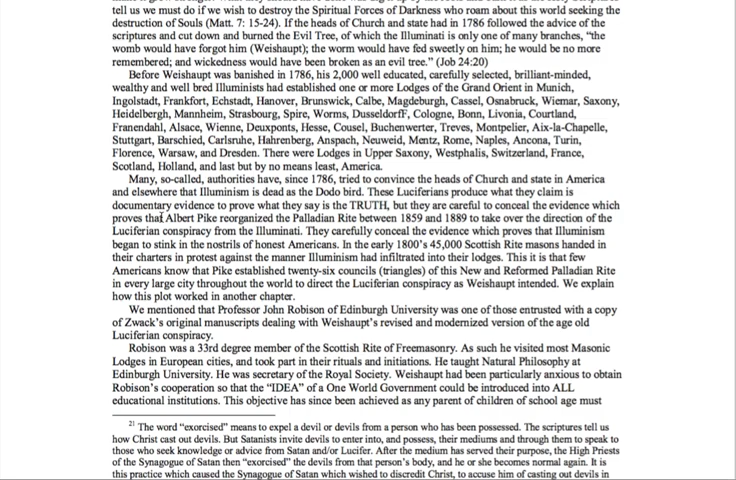 tell us we must do if we wish to destroy the Spiritual Forces of Darkness who roam about this world seeking the
destruction of Souls (Matt. 7: 15-24). If the heads of Church and state had in 1786 followed the advice of the
scriptures and cut down and burned the Evil Tree, of which the Illuminati is only one of many branches, “the
womb would have forgot him (Weishaupt); the worm would have fed sweetly on him; he would be no more
remembered; and wickedness would have been broken as an evil tree.” (Job 24:20)
Before Weishaupt was banished in 1786, his 2,000 well educated, carefully selected, brilliant-minded,
wealthy and well bred Illuminists had established one or more Lodges of the Grand Orient in Munich,
Ingolstadt, Frankfort, Echstadt, Hanover, Brunswick, Calbe, Magdeburgh, Cassel, Osnabruck, Wiemar, Saxony,
Heidelbergh, Mannheim, Strasbourg, Spire, Worms, DusseldorfF, Cologne, Bonn, Livonia, Courtland,
Franendahl, Alsace, Wienne, Deuxponts, Hesse, Cousel, Buchenwerter, Treves, Montpelier, Aix-la-Chapelle,
Stuttgart, Barschied, Carlsruhe, Hahrenberg, Anspach, Neuweid, Mentz, Rome, Naples, Ancona, Turin,
Florence, Warsaw, and Dresden. There were Lodges in Upper Saxony, Westphalis, Switzerland, France,
Scotland, Holland, and last but by no means least, America.
Many, so-called, authorities have, since 1786, tried to convince the heads of Church and state in America
and elsewhere that Illuminism is dead as the Dodo bird. These Luciferians produce what they claim is
documentary evidence to prove what they say is the TRUTH, but they are careful to conceal the evidence which
proves that Albert Pike reorganized the Palladian Rite between 1859 and 1889 to take over the direction of the
Luciferian conspiracy from the Illuminati. They carefully conceal the evidence which proves that Illuminism
began to stink in the nostrils of honest Americans. In the early 1800’s 45,000 Scottish Rite masons handed in
their charters in protest against the manner Illuminism had infiltrated into their lodges. This it is that few
Americans know that Pike established twenty-six councils (triangles) of this New and Reformed Palladian Rite
in every large city throughout the world to direct the Luciferian conspiracy as Weishaupt intended. We explain
how this plot worked in another chapter.
We mentioned that Professor John Robison of Edinburgh University was one of those entrusted with a copy
of Zwack’s original manuscripts dealing with Weishaupt’s revised and modernized version of the age old
Luciferian conspiracy.
Robison was a 33rd degree member of the Scottish Rite of Freemasonry. As such he visited most Masonic
Lodges in European cities, and took part in their rituals and initiations. He taught Natural Philosophy at
Edinburgh University. He was secretary of the Royal Society. Weishaupt had been particularly anxious to obtain
Robison’s cooperation so that the “IDEA” of a One World Government could be introduced into ALL
educational institutions. This objective has since been achieved as any parent of children of school age must
21 The word “exorcised” means to expel a devil or devils from a person who has been possessed. The scriptures tell us
how Christ cast out devils. But Satanists invite devils to enter into, and possess, their mediums and through them to speak to
those who seek knowledge or advice from Satan and/or Lucifer. After the medium has served their purpose, the High Priests
of the Synagogue of Satan then “exorcised” the devils from that person’s body, and he or she becomes normal again. It is
this practice which caused the Synagogue of Satan which wished to discredit Christ, to accuse him of casting out devils in